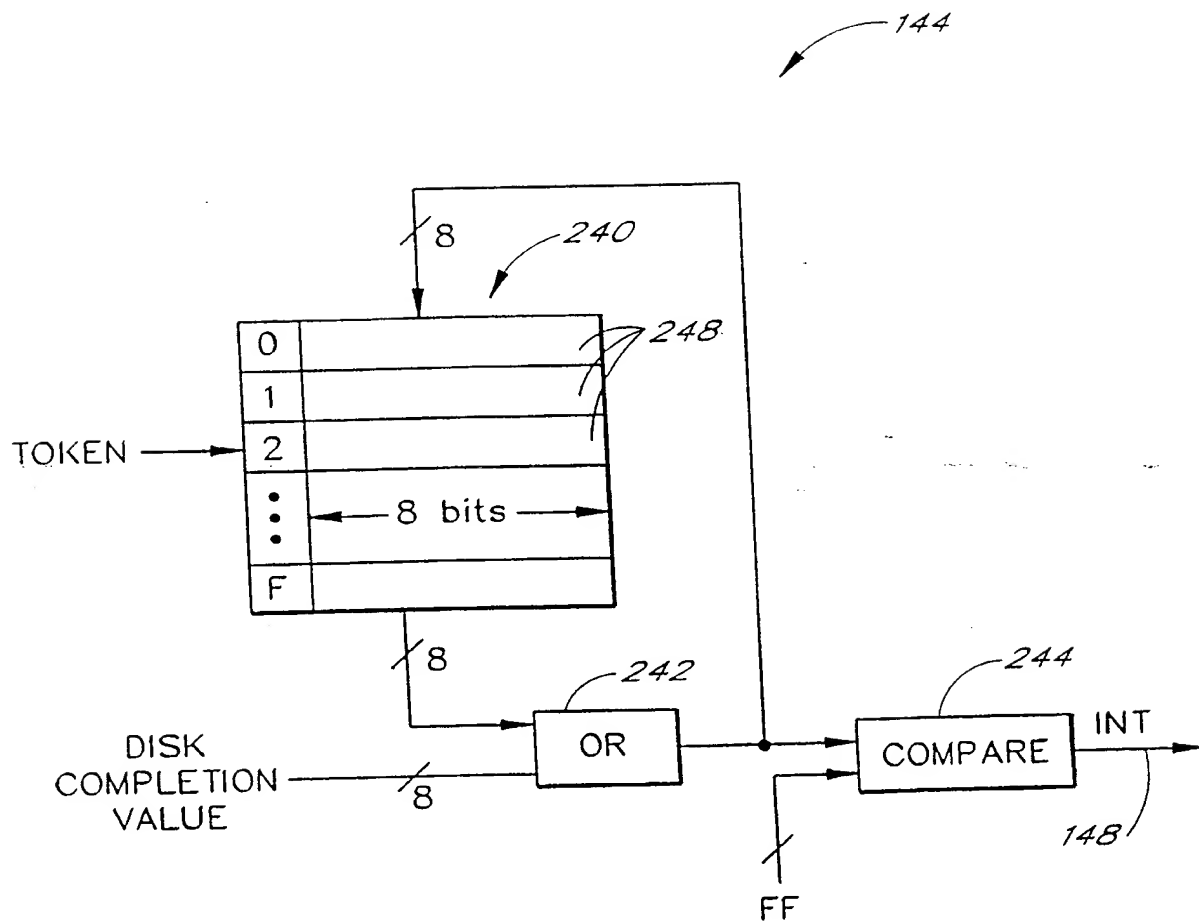 144
8
240
0
248
1
TOKEN
2
8 bits
F
8
242
244
DISK
COMPLETION
VALUE
OR
COMPARE
INT
8
148
FF